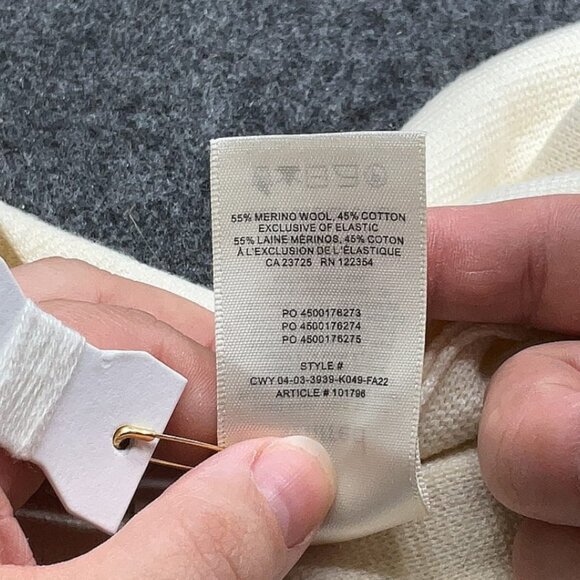 55% MERINO WOOL, 45% COTTON
EXCLUSIVE OF ELASTIC
55% LAINE MÉRINOS, 45% COTON
À L'EXCLUSION DE L'ÉLASTIQUE
CA 23725 RN 122354
PO 4500176273
PO 4500176274
PO 4500176275
STYLE #
CWY 04-03-3939-K049-FA22
ARTICLE # 101796